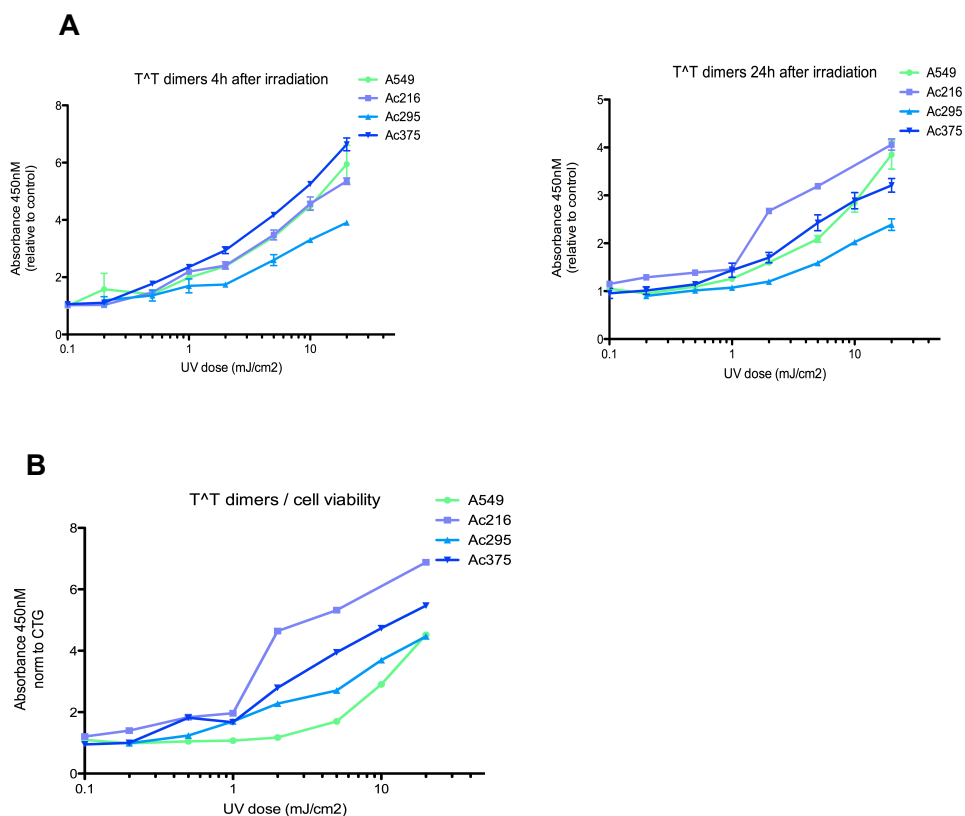 A
T^T dimers 4h after irradiation
A549
Ac216
Ac295
Ac375
Absorbance 450nM
(relative to control)
8
6
4
2
0
0.1
1
10
UV dose (mJ/cm2)
T^T dimers 24h after irradiation
A549
Ac216
Ac295
Ac375
Absorbance 450nM
(relative to control)
5
4
3
2
1
0
0.1
1
10
UV dose (mJ/cm2)
B
T^T dimers / cell viability
A549
Ac216
Ac295
Ac375
Absorbance 450nM
norm to CTG
8
6
4
2
0
0.1
1
10
UV dose (mJ/cm2)